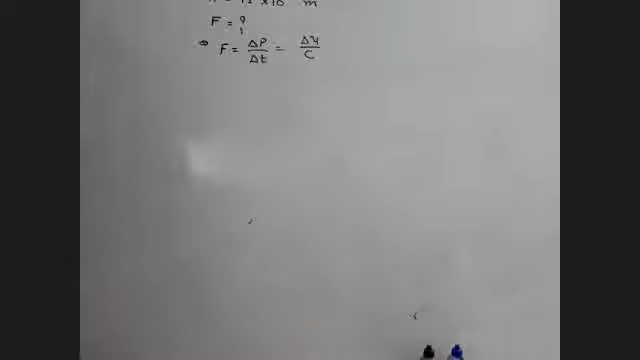 F = ?
⇒ F = ΔP/Δt = Δu/c